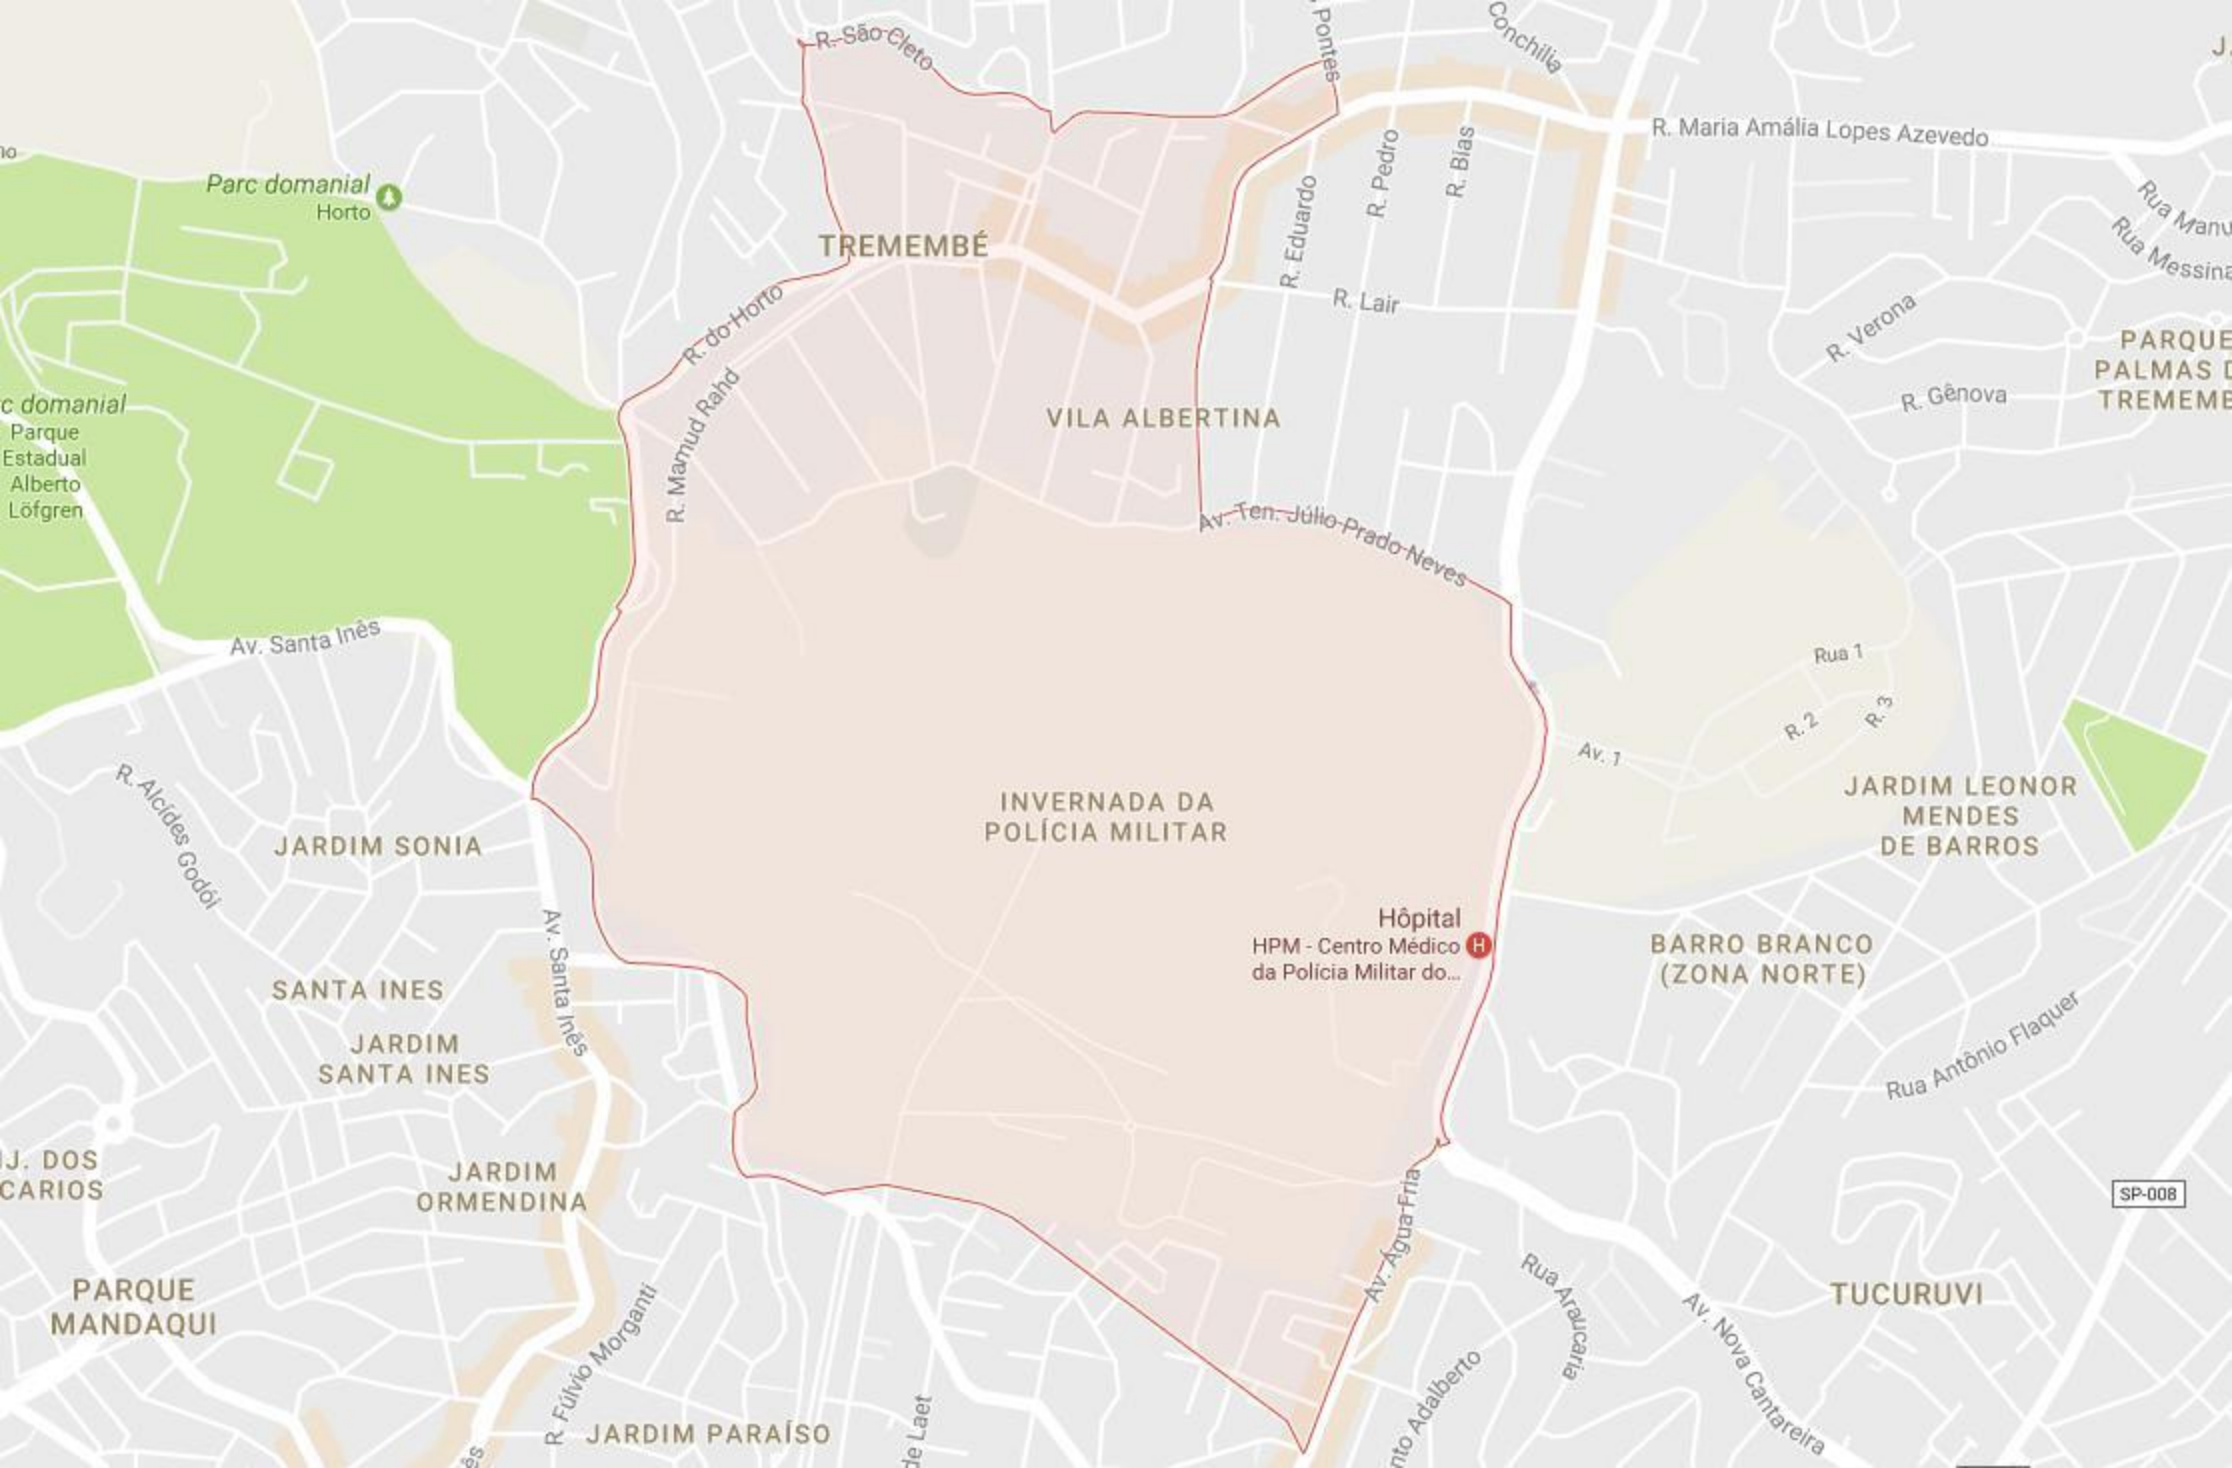 R. São Cleto
Pontes
Conchilia
R. Maria Amália Lopes Azevedo
Parc domanial
Horto
R. Pedro
R. Bias
Rua Manu
Rua Messina
TREMEMBÉ
R. Eduardo
R. Lair
R. do Horto
R. Verona
PARQUE
PALMAS D
TREMEMB
R. Mamud Rahd
R. Gênova
c domanial
Parque
Estadual
Alberto
Löfgren
VILA ALBERTINA
Av. Ten. Júlio Prado Neves
Av. Santa Inês
Rua 1
R. 2
R. 3
Av. 1
R. Alcídes Godói
JARDIM SONIA
INVERNADA DA
POLÍCIA MILITAR
JARDIM LEONOR
MENDES
DE BARROS
Hôpital
HPM - Centro Médico
da Polícia Militar do...
H
BARRO BRANCO
(ZONA NORTE)
Av. Santa Inês
SANTA INES
JARDIM
SANTA INES
Rua Antônio Flaquer
J. DOS
CARIOS
JARDIM
ORMENDINA
SP-008
Av. Água Fria
PARQUE
MANDAQUI
Rua Araucaria
TUCURUVI
R. Fúlvio Morganti
Av. Nova Cantareira
nto Adalberto
JARDIM PARAÍSO
de Laet
ês